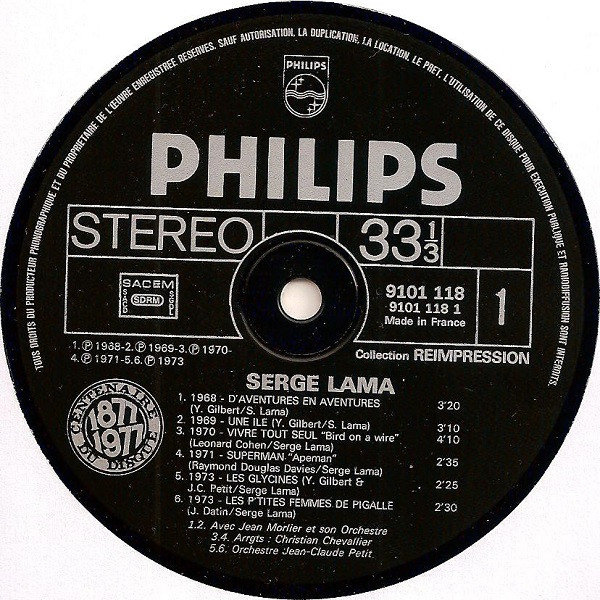 TOUS DROITS DU PRODUCTEUR PHONOGRAPHIQUE ET DU PROPRIETAIRE DE L'ŒUVRE ENREGISTREE RESERVES. SAUF AUTORISATION, LA DUPLICATION, LA LOCATION, LE PRET, L'UTILISATION DE CE DISQUE POUR EXECUTION PUBLIQUE ET RADIODIFFUSION SONT INTERDITS.
PHILIPS
PHILIPS
STEREO
33 1/3
SACEM
SACD
SDRM
SGDL
9101 118
9101 118 1
Made in France
1
1. Ⓟ 1938-2. Ⓟ 1969-3. Ⓟ 1970-
4. Ⓟ 1971-5.6. Ⓟ 1973
Collection REIMPRESSION
CENTENAIRE
1877
1977
DU DISQUE
SERGE LAMA
1. 1968 - D'AVENTURES EN AVENTURES
(Y. Gilbert/S. Lama) 3'20
2. 1969 - UNE ILE (Y. Gilbert/S. Lama) 3'10
3. 1970 - VIVRE TOUT SEUL "Bird on a wire" 4'10
(Leonard Cohen/Serge Lama)
4. 1971 - SUPERMAN "Apeman" 2'35
(Raymond Douglas Davies/Serge Lama)
5. 1973 - LES GLYCINES (Y. Gilbert & 2'25
J.C. Petit/Serge Lama)
6. 1973 - LES P'TITES FEMMES DE PIGALLE 2'30
(J. Datin/Serge Lama)
1.2. Avec Jean Morlier et son Orchestre
3.4. Arrgts : Christian Chevallier
5.6. Orchestre Jean-Claude Petit